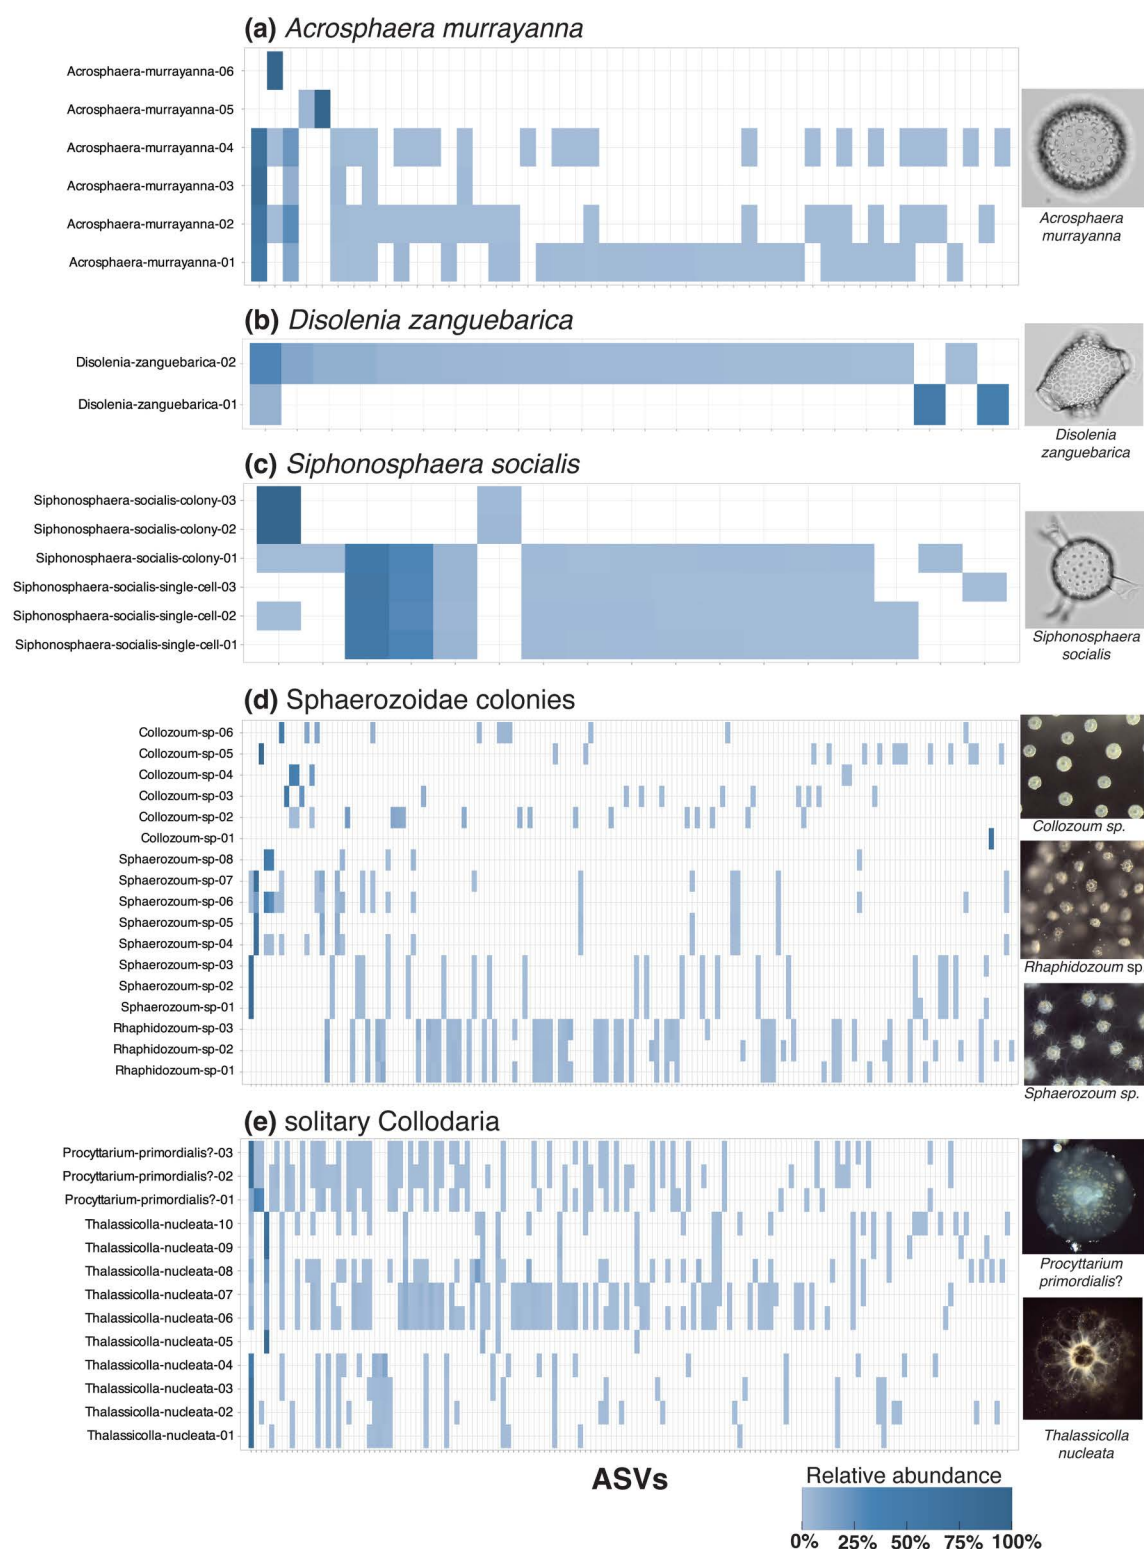 (a) Acrosphaera murrayanna
Acrosphaera-murrayanna-06
Acrosphaera-murrayanna-05
Acrosphaera-murrayanna-04
Acrosphaera-murrayanna-03
Acrosphaera-murrayanna-02
Acrosphaera-murrayanna-01
Acrosphaera
murrayanna
(b) Disolenia zanguebarica
Disolenia-zanguebarica-02
Disolenia-zanguebarica-01
Disolenia
zanguebarica
(c) Siphonosphaera socialis
Siphonosphaera-socialis-colony-03
Siphonosphaera-socialis-colony-02
Siphonosphaera-socialis-colony-01
Siphonosphaera-socialis-single-cell-03
Siphonosphaera-socialis-single-cell-02
Siphonosphaera-socialis-single-cell-01
Siphonosphaera
socialis
(d) Sphaerozoidae colonies
Collozoum-sp-06
Collozoum-sp-05
Collozoum-sp-04
Collozoum-sp-03
Collozoum-sp-02
Collozoum-sp-01
Sphaerozoum-sp-08
Sphaerozoum-sp-07
Sphaerozoum-sp-06
Sphaerozoum-sp-05
Sphaerozoum-sp-04
Sphaerozoum-sp-03
Sphaerozoum-sp-02
Sphaerozoum-sp-01
Rhaphidozoum-sp-03
Rhaphidozoum-sp-02
Rhaphidozoum-sp-01
Collozoum sp.
Rhaphidozoum sp
Sphaerozoum sp.
(e) solitary Collodaria
Procyttarium-primordialis?-03
Procyttarium-primordialis?-02
Procyttarium-primordialis?-01
Thalassicolla-nucleata-10
Thalassicolla-nucleata-09
Thalassicolla-nucleata-08
Thalassicolla-nucleata-07
Thalassicolla-nucleata-06
Thalassicolla-nucleata-05
Thalassicolla-nucleata-04
Thalassicolla-nucleata-03
Thalassicolla-nucleata-02
Thalassicolla-nucleata-01
Procyttarium
primordialis?
Thalassicolla
nucleata
ASVs
Relative abundance
0% 25% 50% 75% 100%